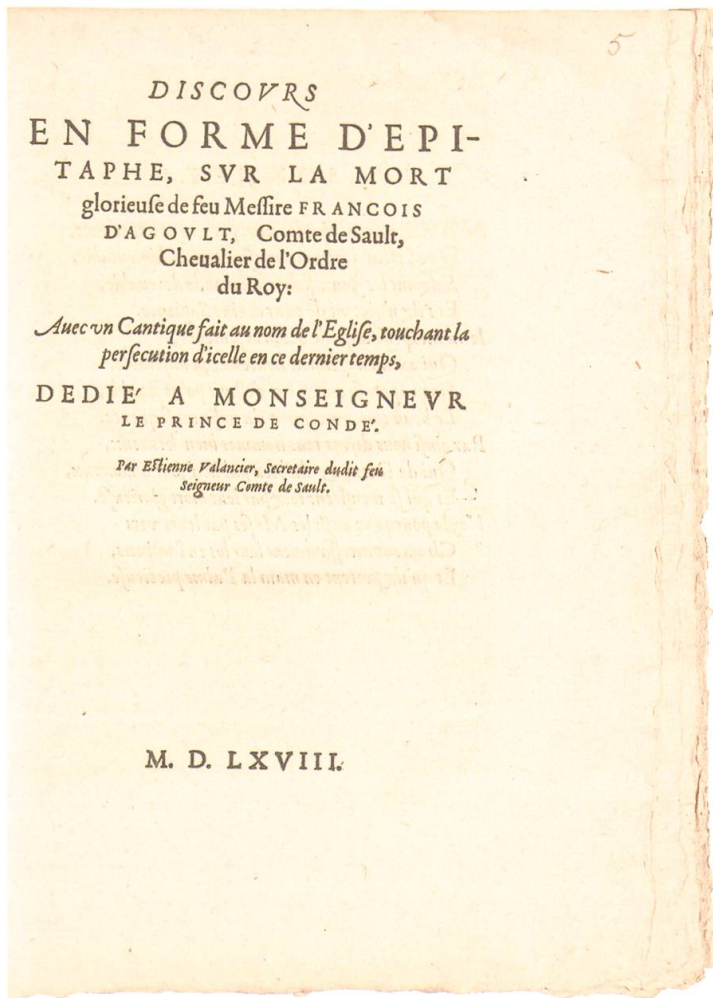 5
DISCOVRS
EN FORME D'EPI-
TAPHE, SVR LA MORT
glorieuſe de feu Meſſire FRANCOIS
D'AGOVLT, Comte de Sault,
Cheualier de l'Ordre
du Roy:
Auec vn Cantique fait au nom de l'Egliſe, touchant la
perſecution d'icelle en ce dernier temps,
DEDIE' A MONSEIGNEVR
LE PRINCE DE CONDE'.
Par Eſtienne Valancier, Secretaire dudit feu
Seigneur Comte de Sault.
M. D. LXVIII.